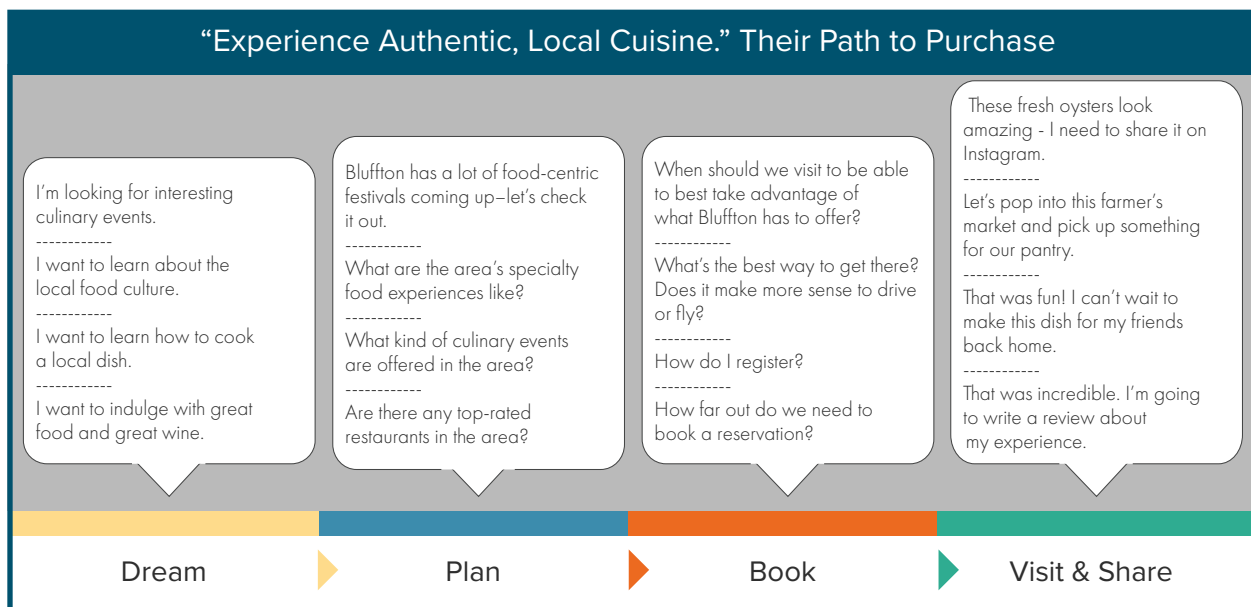 “Experience Authentic, Local Cuisine.” Their Path to Purchase
I’m looking for interesting
culinary events.
------------
I want to learn about the
local food culture.
------------
I want to learn how to cook
a local dish.
------------
I want to indulge with great
food and great wine.
Bluffton has a lot of food-centric
festivals coming up–let’s check
it out.
------------
What are the area’s specialty
food experiences like?
------------
What kind of culinary events
are offered in the area?
------------
Are there any top-rated
restaurants in the area?
When should we visit to be able
to best take advantage of
what Bluffton has to offer?
------------
What’s the best way to get there?
Does it make more sense to drive
or fly?
------------
How do I register?
------------
How far out do we need to
book a reservation?
These fresh oysters look
amazing - I need to share it on
Instagram.
------------
Let’s pop into this farmer’s
market and pick up something
for our pantry.
------------
That was fun! I can’t wait to
make this dish for my friends
back home.
------------
That was incredible. I’m going
to write a review about
my experience.
Dream
Plan
Book
Visit & Share